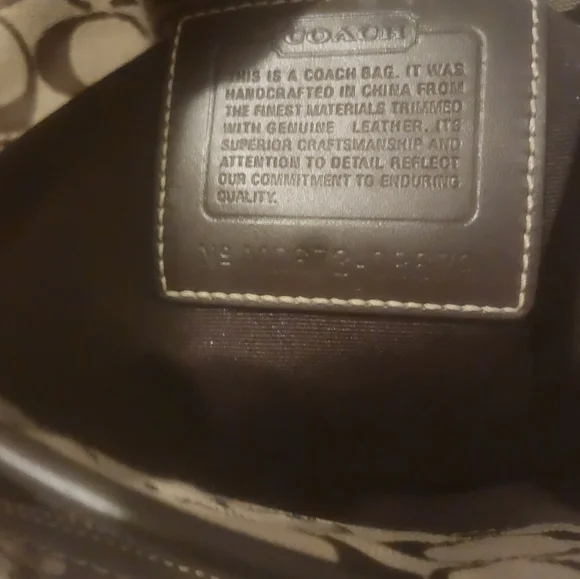 COACH
THIS IS A COACH BAG. IT WAS
HANDCRAFTED IN CHINA FROM
THE FINEST MATERIALS TRIMMED
WITH GENUINE LEATHER. ITS
SUPERIOR CRAFTSMANSHIP AND
ATTENTION TO DETAIL REFLECT
OUR COMMITMENT TO ENDURING
QUALITY.
Nº